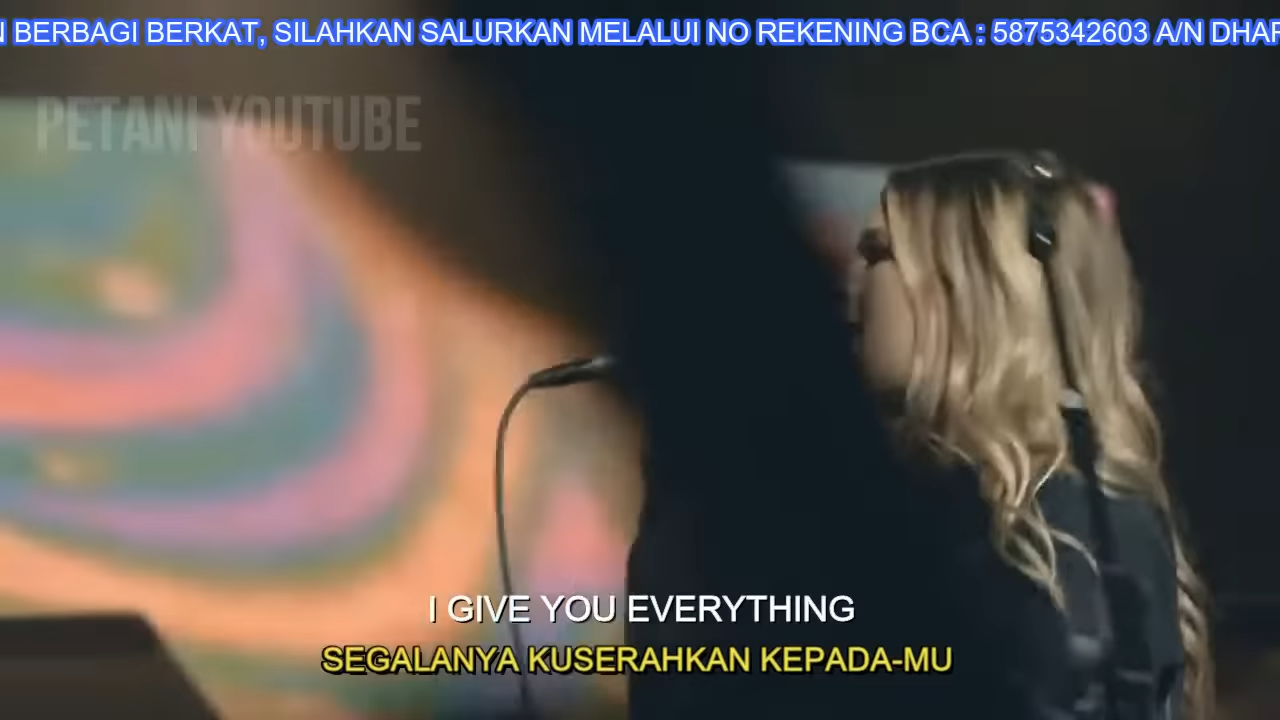 BERBAGI BERKAT, SILAHKAN SALURKAN MELALUI NO REKENING BCA : 5875342603 A/N
PETANI YOUTUBE
I GIVE YOU EVERYTHING
SEGALANYA KUSERAHKAN KEPADA-MU